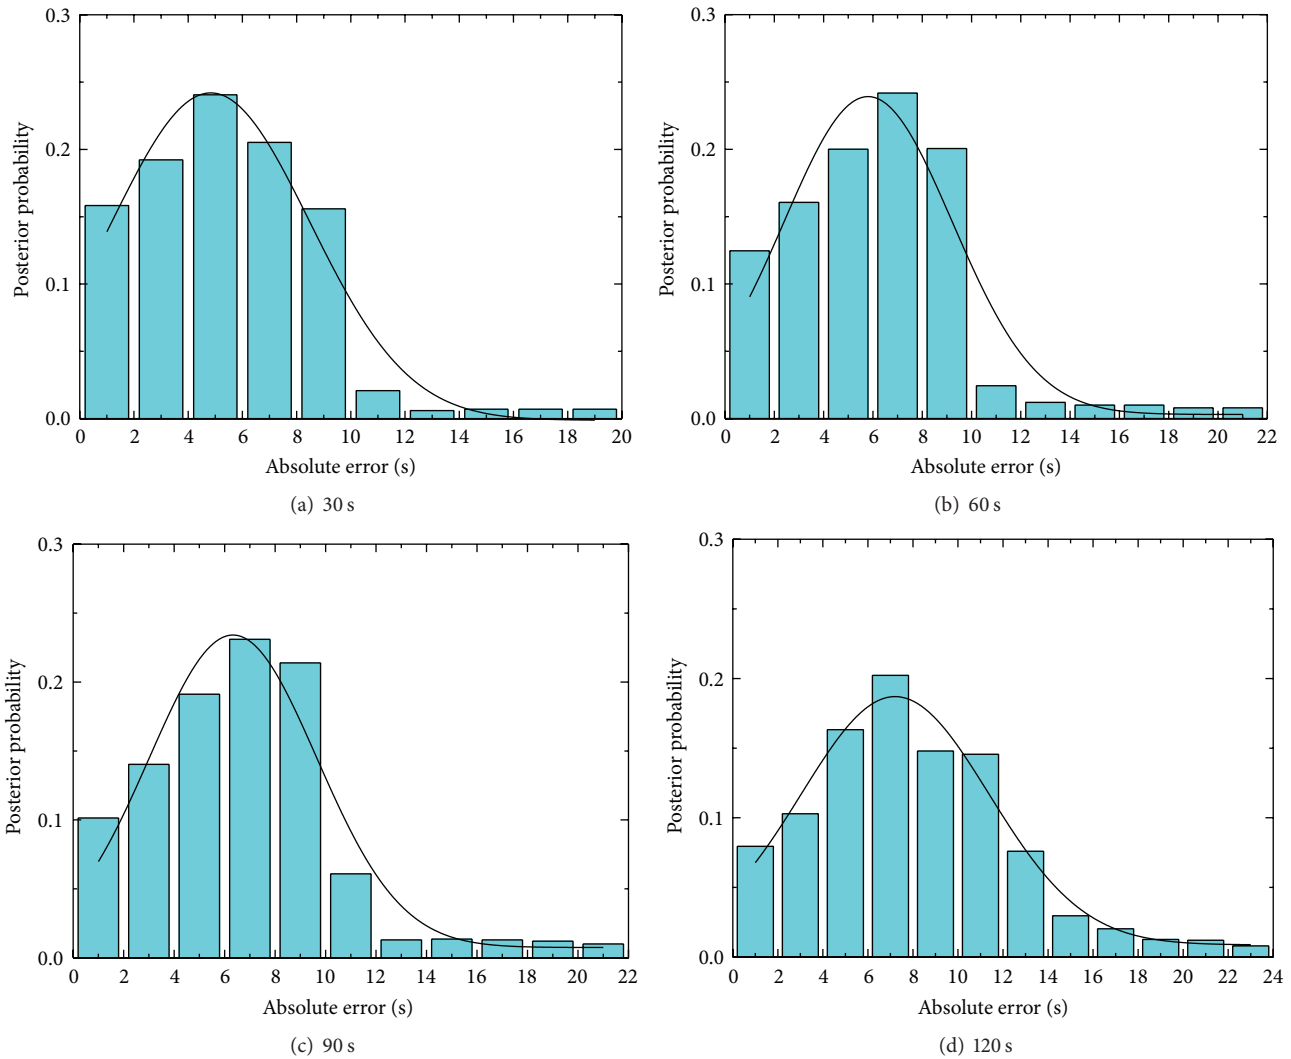 0.3
0.2
0.1
0.0
Posterior probability
0 2 4 6 8 10 12 14 16 18 20
Absolute error (s)
(a) 30 s
0.3
0.2
0.1
0.0
Posterior probability
0 2 4 6 8 10 12 14 16 18 20 22
Absolute error (s)
(b) 60 s
0.3
0.2
0.1
0.0
Posterior probability
0 2 4 6 8 10 12 14 16 18 20 22
Absolute error (s)
(c) 90 s
0.3
0.2
0.1
0.0
Posterior probability
0 2 4 6 8 10 12 14 16 18 20 22 24
Absolute error (s)
(d) 120 s